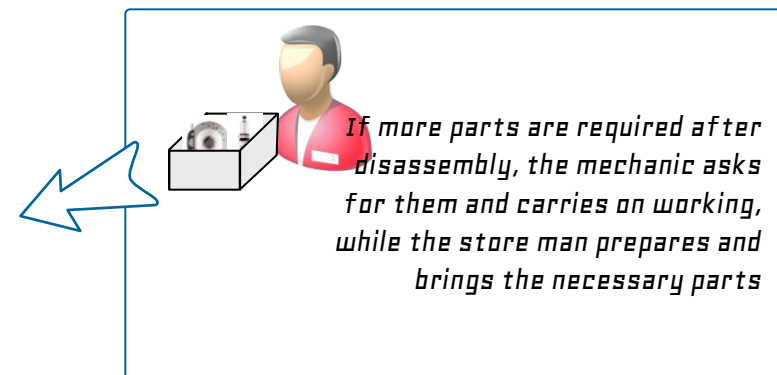 If more parts are required after
disassembly, the mechanic asks
for them and carries on working,
while the store man prepares and
brings the necessary parts